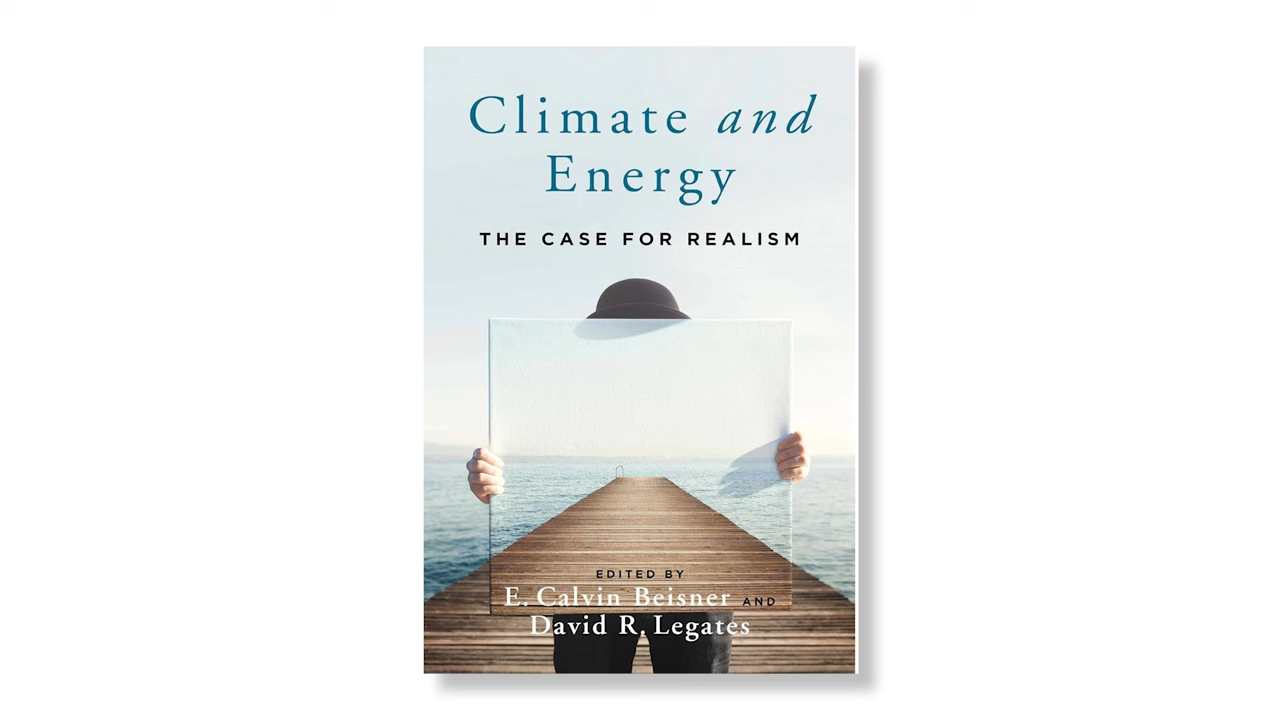 Climate and
Energy
THE CASE FOR REALISM
EDITED BY
E. Calvin Beisner AND
David R. Legates